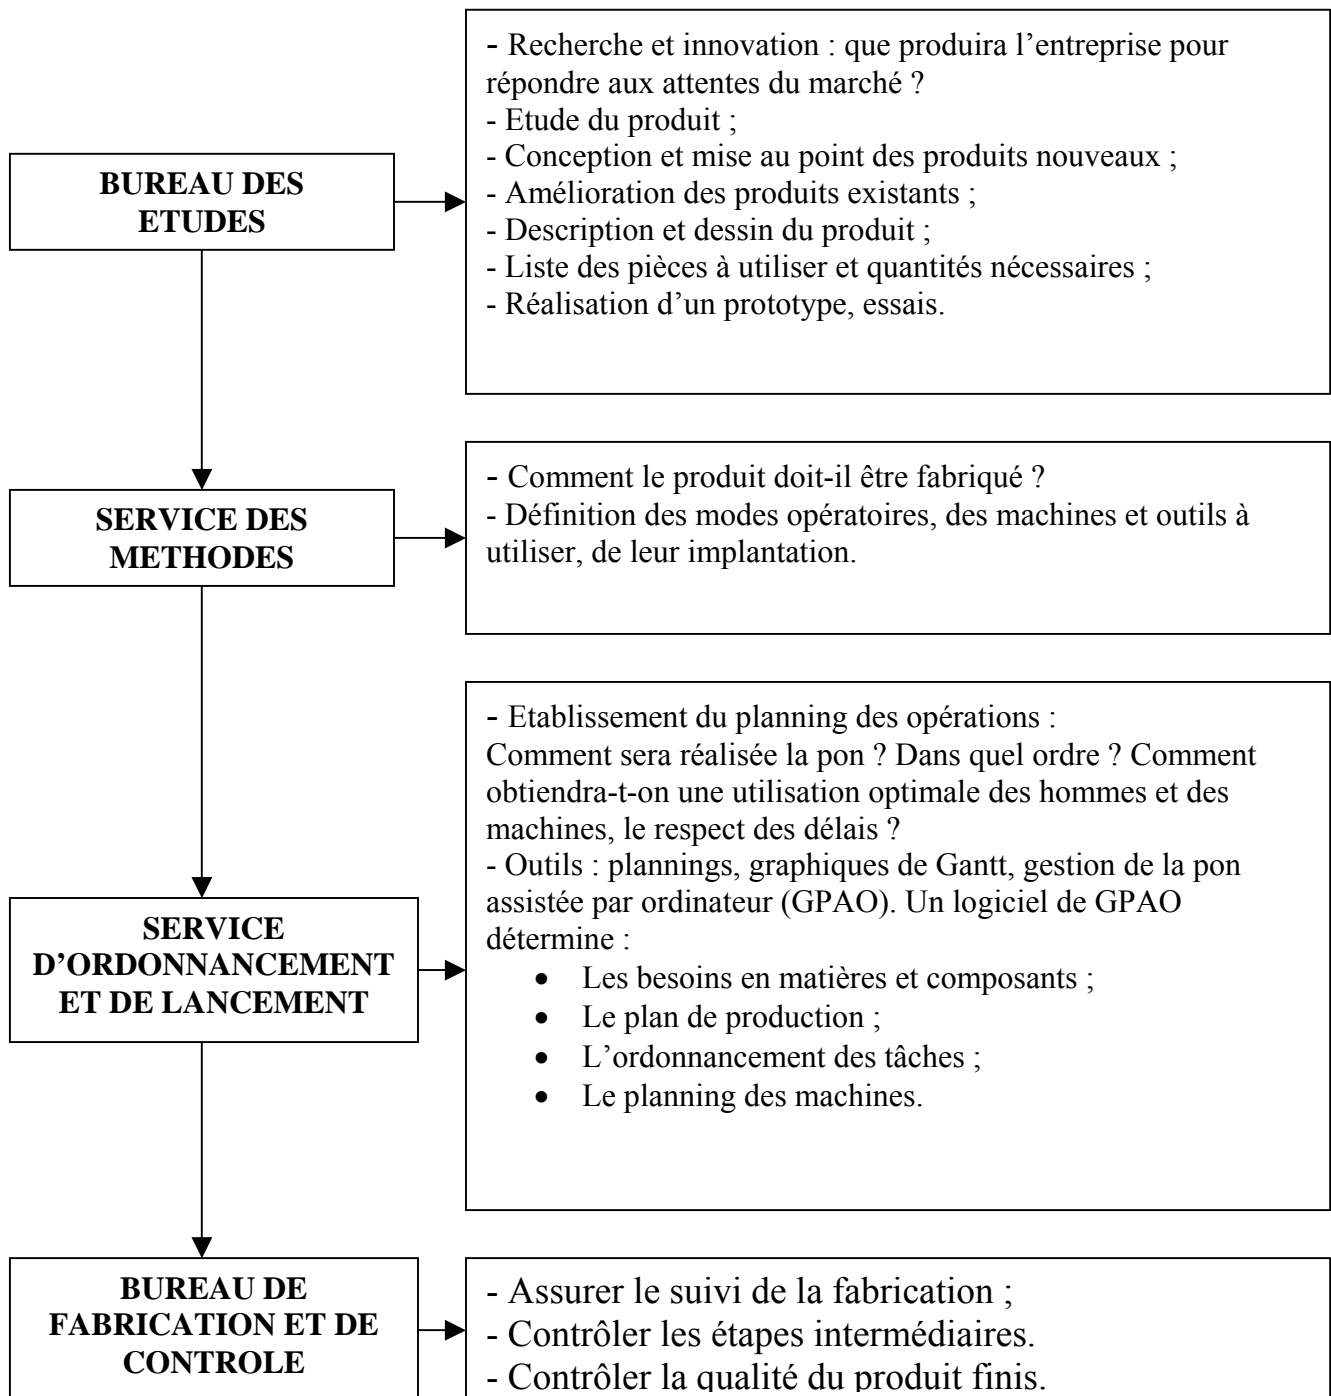 - Recherche et innovation : que produira l’entreprise pour
répondre aux attentes du marché ?
- Etude du produit ;
- Conception et mise au point des produits nouveaux ;
- Amélioration des produits existants ;
- Description et dessin du produit ;
- Liste des pièces à utiliser et quantités nécessaires ;
- Réalisation d’un prototype, essais.
BUREAU DES
ETUDES
- Comment le produit doit-il être fabriqué ?
- Définition des modes opératoires, des machines et outils à
utiliser, de leur implantation.
SERVICE DES
METHODES
- Etablissement du planning des opérations :
Comment sera réalisée la pon ? Dans quel ordre ? Comment
obtiendra-t-on une utilisation optimale des hommes et des
machines, le respect des délais ?
- Outils : plannings, graphiques de Gantt, gestion de la pon
assistée par ordinateur (GPAO). Un logiciel de GPAO
détermine :
• Les besoins en matières et composants ;
• Le plan de production ;
• L’ordonnancement des tâches ;
• Le planning des machines.
SERVICE
D’ORDONNANCEMENT
ET DE LANCEMENT
BUREAU DE
FABRICATION ET DE
CONTROLE
- Assurer le suivi de la fabrication ;
- Contrôler les étapes intermédiaires.
- Contrôler la qualité du produit finis.